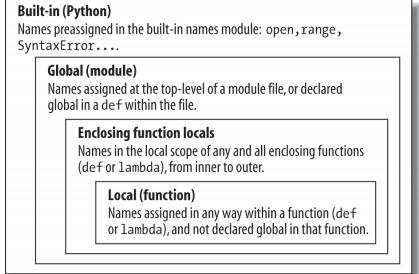 Built-in (Python)
Names preassigned in the built-in names module: open,range,
SyntaxError....
Global (module)
Names assigned at the top-level of a module file, or declared
global in a def within the file.
Enclosing function locals
Names in the local scope of any and all enclosing functions
(def or lambda), from inner to outer.
Local (function)
Names assigned in any way within a function (def
or lambda), and not declared global in that function.